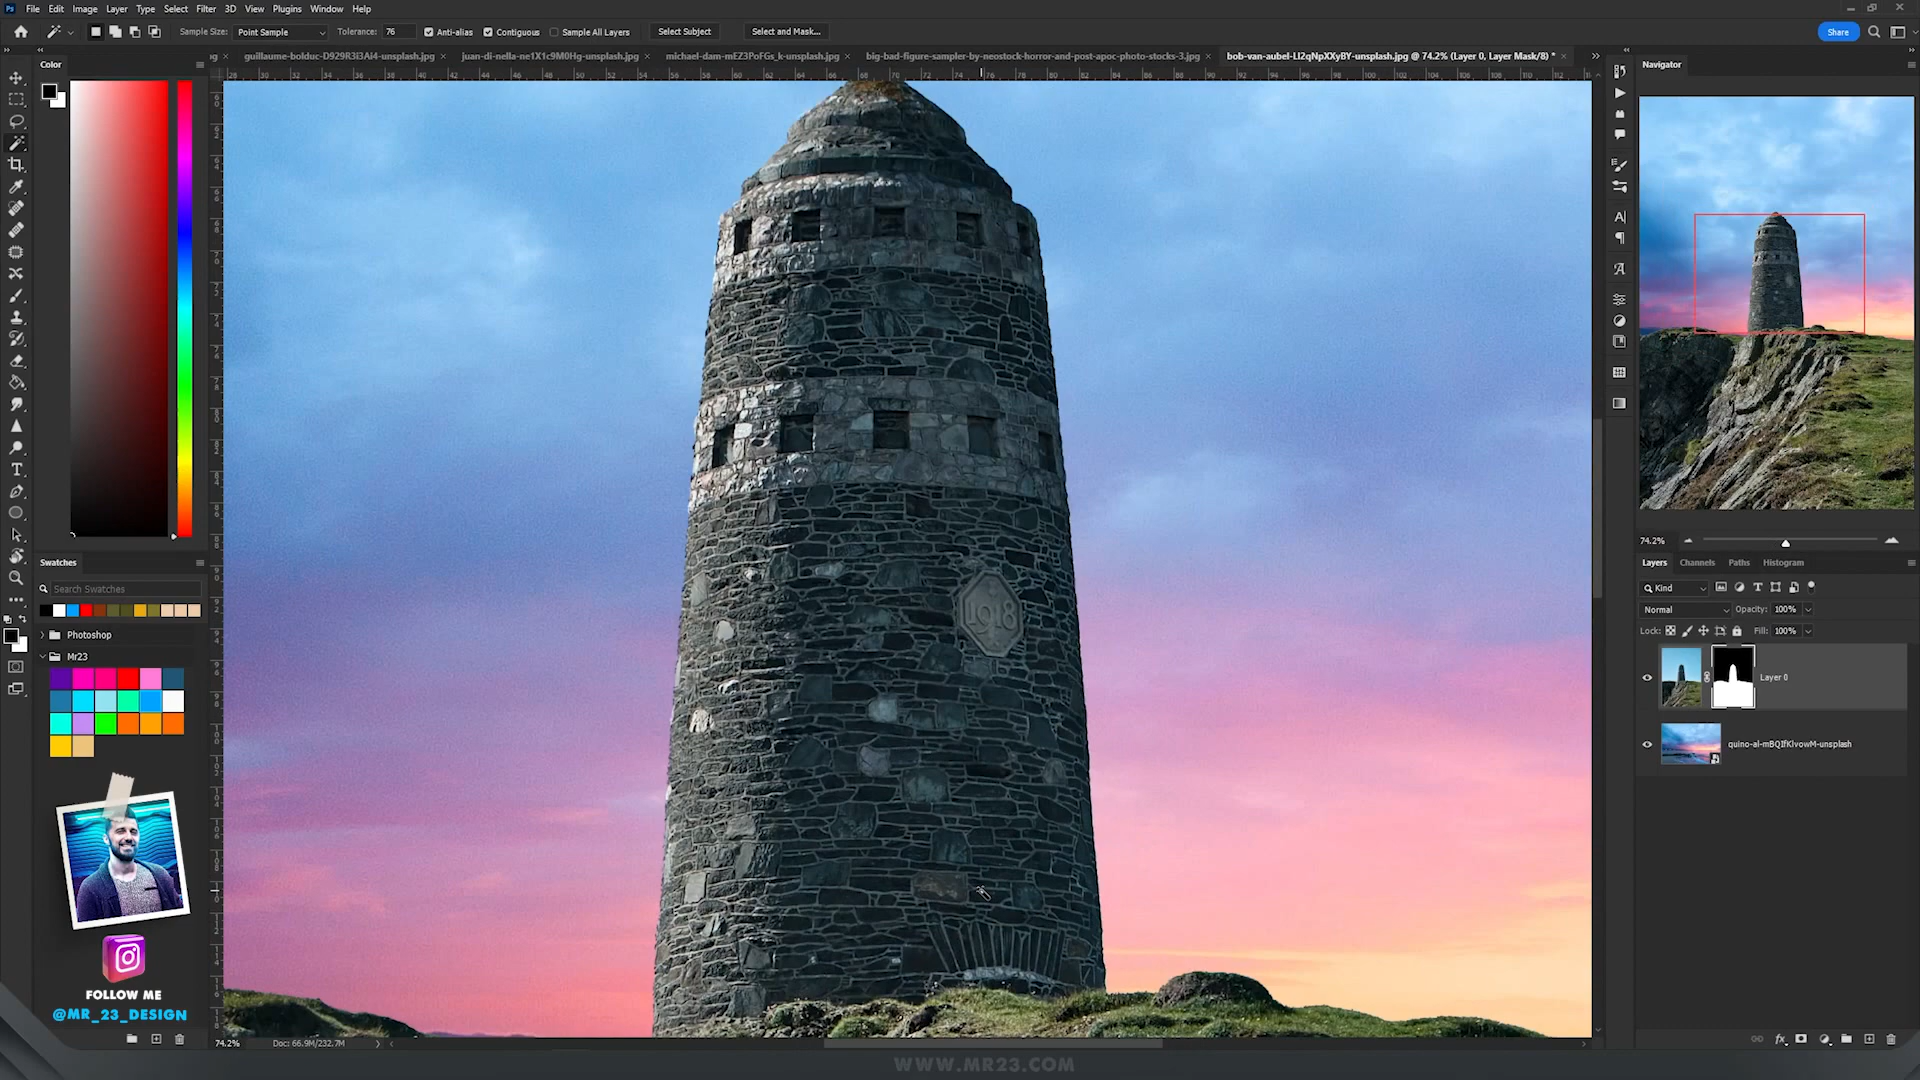 File Edit Image Layer Type Select Filter 3D View Plugins Window Help
Sample Size: Point Sample Tolerance: 76 Anti-alias Contiguous Sample All Layers Select Subject Select and Mask... Share
guillaume-bolduc-D929R3i3Ai4-unsplash.jpg juan-di-nella-ne1X1c9M0Hg-unsplash.jpg michael-dam-mEZ3PoFGs_k-unsplash.jpg big-bad-figure-sampler-by-neostock-horror-and-post-apoc-photo-stocks-3.jpg bob-van-aubel-LI2qNpXXyBY-unsplash.jpg @ 74.2% (Layer 0, Layer Mask/8) *
Color
Navigator
1918
74.2%
Swatches
Search Swatches
Photoshop
Mr23
Layers Channels Paths Histogram
Kind
Normal Opacity: 100%
Lock: Fill: 100%
Layer 0
quino-al-mBQIfKlvowM-unsplash
FOLLOW ME
@MR_23_DESIGN
74.2% Doc: 66.9M/232.7M
WWW.MR23.COM